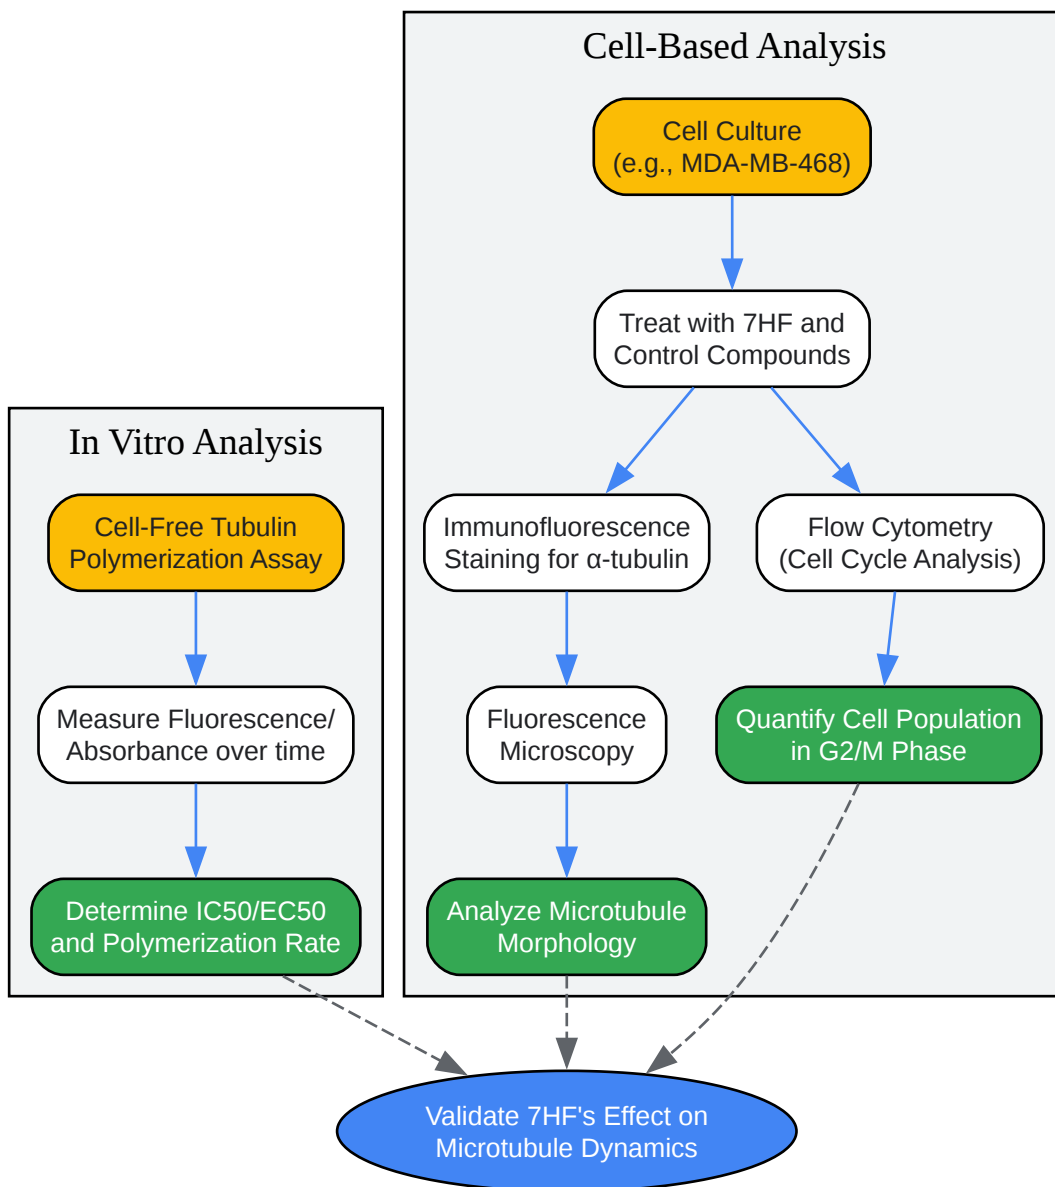 Cell-Based Analysis
Cell Culture
(e.g., MDA-MB-468)
Treat with 7HF and
Control Compounds
In Vitro Analysis
Cell-Free Tubulin
Polymerization Assay
Immunofluorescence
Staining for α-tubulin
Flow Cytometry
(Cell Cycle Analysis)
Measure Fluorescence/
Absorbance over time
Fluorescence
Microscopy
Quantify Cell Population
in G2/M Phase
Determine IC50/EC50
and Polymerization Rate
Analyze Microtubule
Morphology
Validate 7HF's Effect on
Microtubule Dynamics